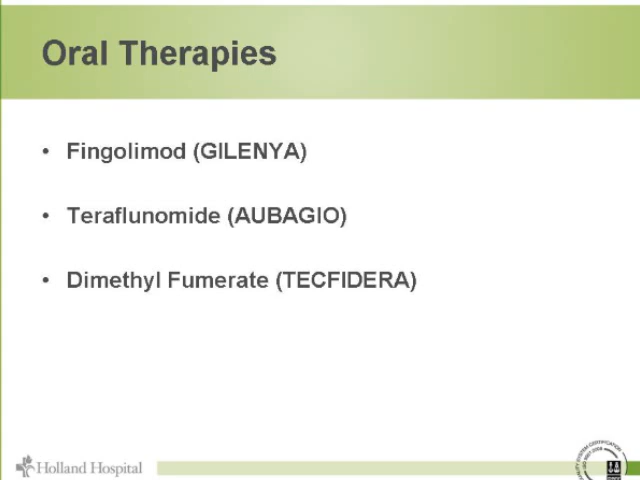 Oral Therapies
• Fingolimod (GILENYA)
• Teraflunomide (AUBAGIO)
• Dimethyl Fumerate (TECFIDERA)
Holland Hospital